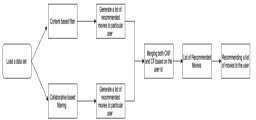 Load a data set
Content based filter
Generate a list of
recommended
movies to particular
user
Collaborative based
filtering
Generate a list of
recommended
movies to particular
user
Merging both CNF
and CF based on the
user id
List of Recommended
Movies
Recommending a list
of movies to the user